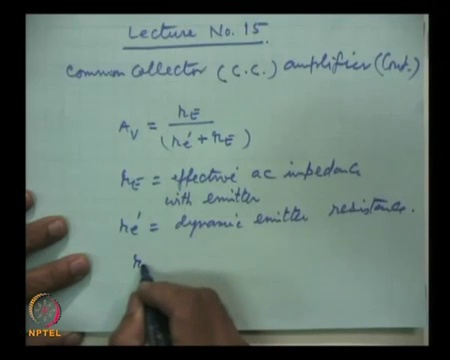 Lecture No. 15.
Common Collector (C.C.) amplifier (Cont.)
A_V = r_E / (r_e' + r_E)
r_E = effective ac impedance
with emitter
r_e' = dynamic emitter resistance.
r
NPTEL